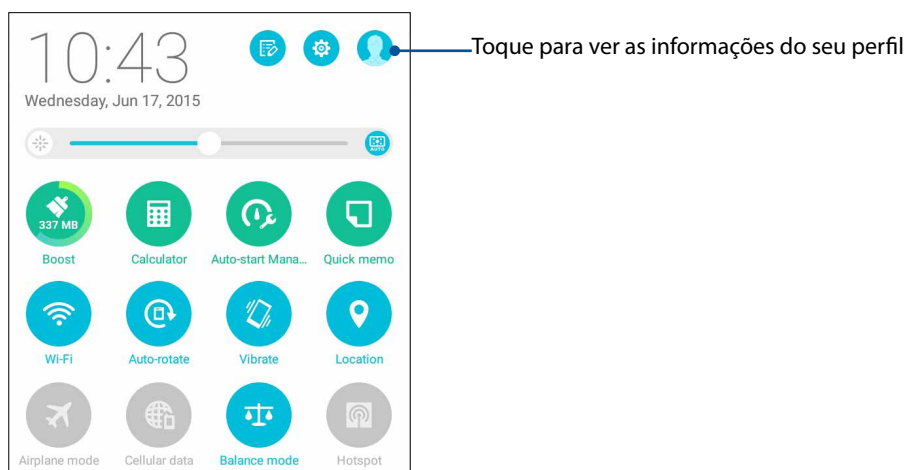 10:43
Toque para ver as informações do seu perfil
Wednesday, Jun 17, 2015
AUTO
337 MB
Boost Calculator Auto-start Mana... Quick memo
Wi-Fi Auto-rotate Vibrate Location
Airplane mode Cellular data Balance mode Hotspot